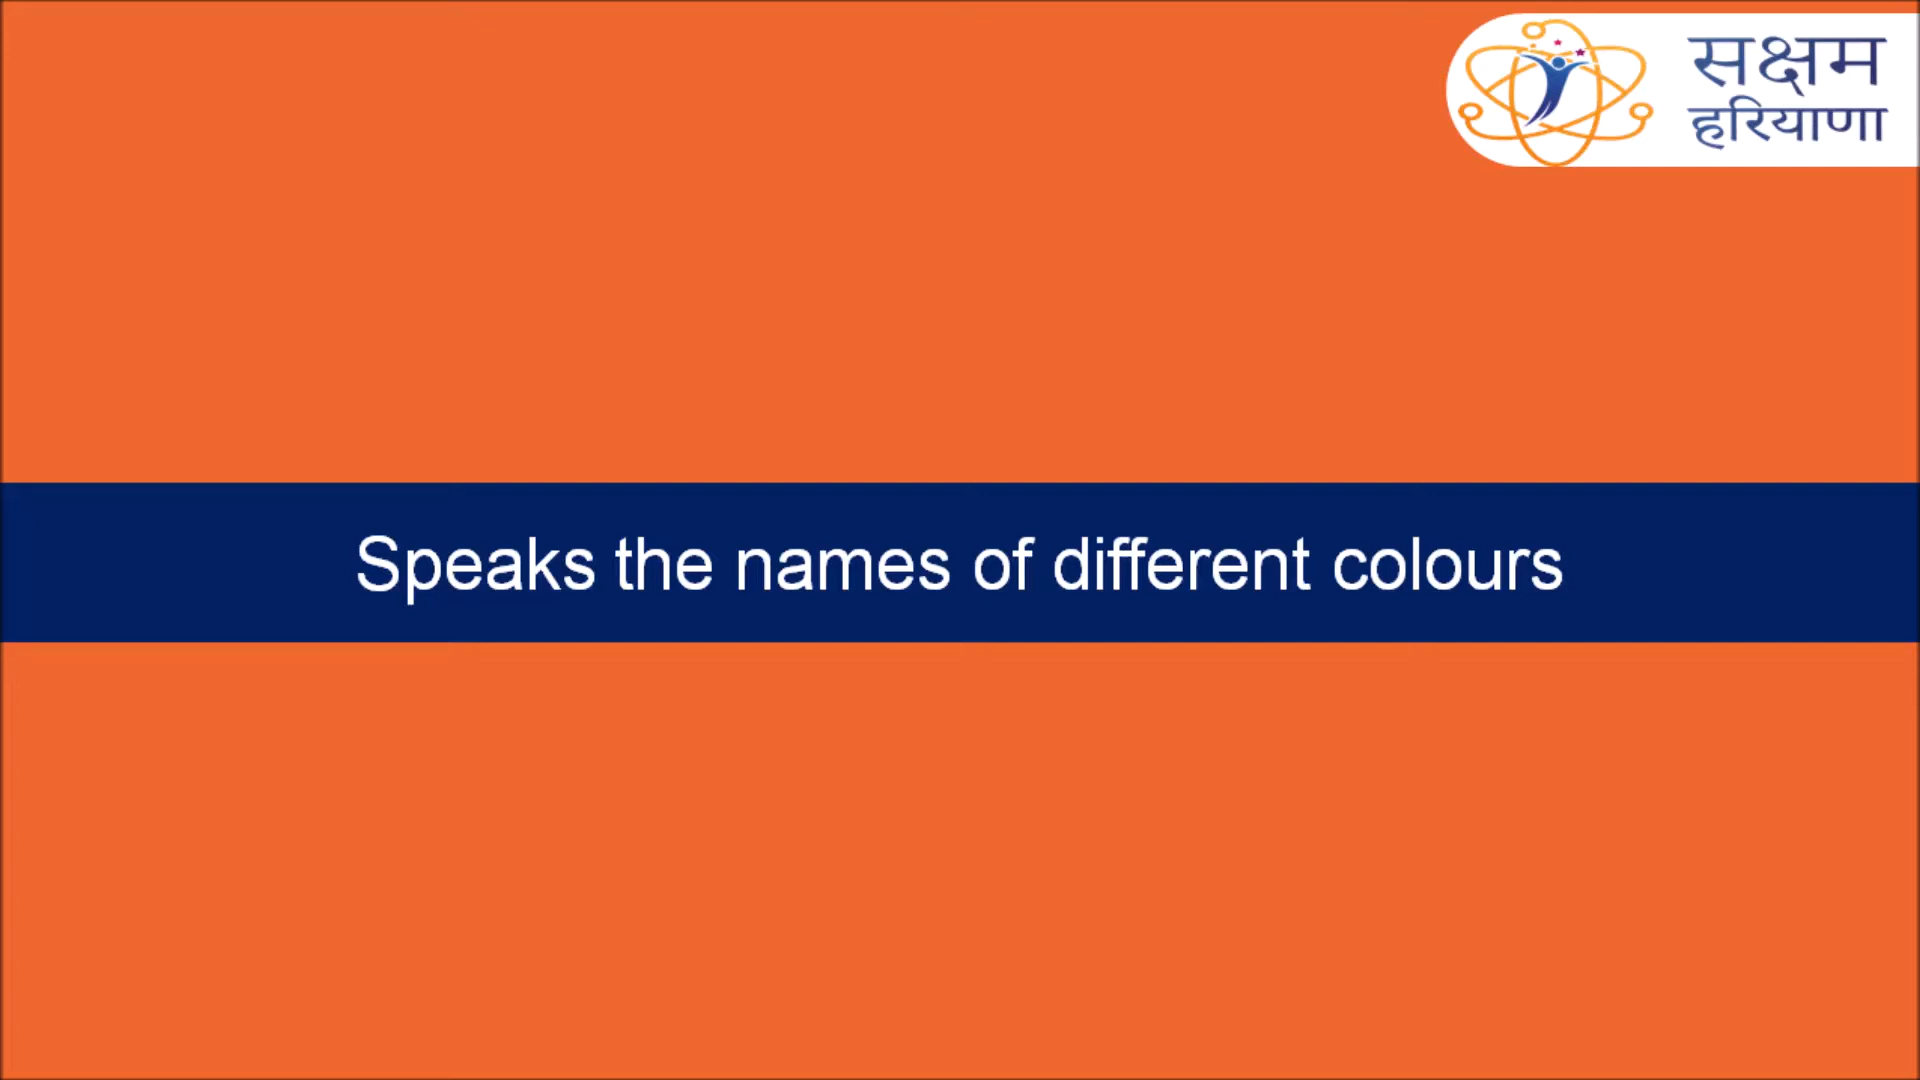 सक्षम
हरियाणा
Speaks the names of different colours